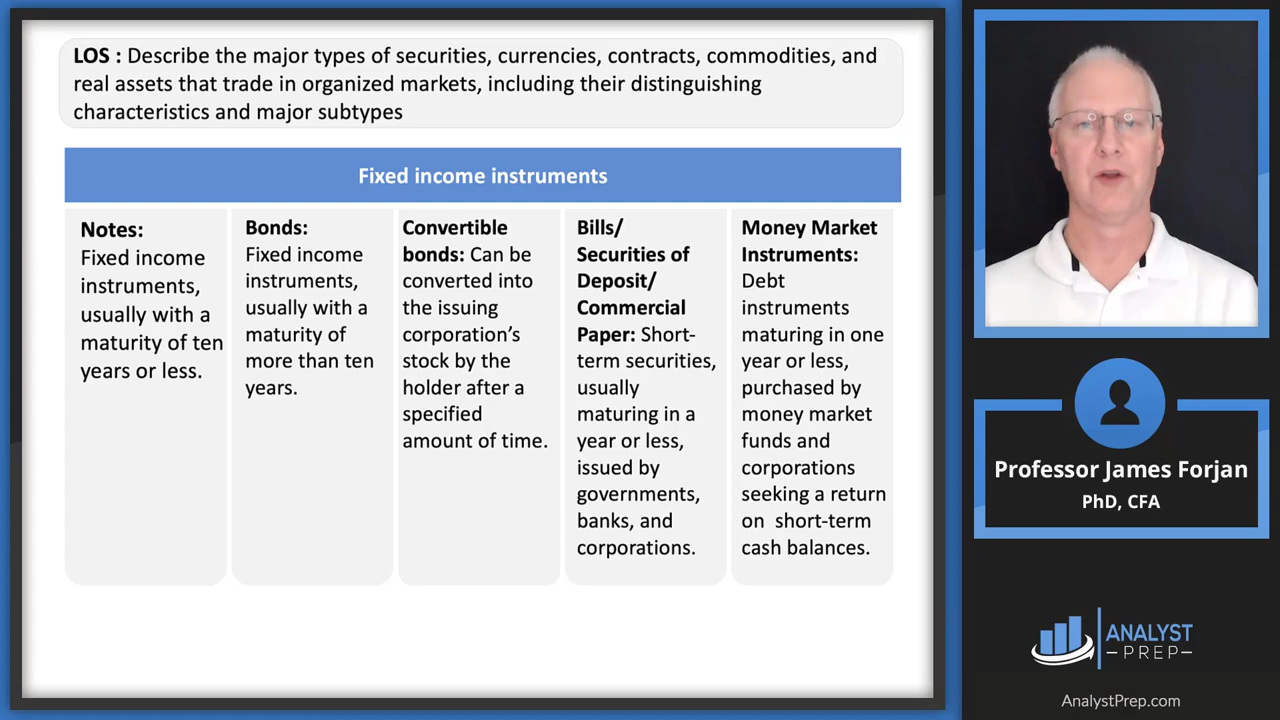 LOS : Describe the major types of securities, currencies, contracts, commodities, and
real assets that trade in organized markets, including their distinguishing
characteristics and major subtypes
Fixed income instruments
Notes:
Fixed income
instruments,
usually with a
maturity of ten
years or less.
Bonds:
Fixed income
instruments,
usually with a
maturity of
more than ten
years.
Convertible
bonds: Can be
converted into
the issuing
corporation’s
stock by the
holder after a
specified
amount of time.
Bills/
Securities of
Deposit/
Commercial
Paper: Short-
term securities,
usually
maturing in a
year or less,
issued by
governments,
banks, and
corporations.
Money Market
Instruments:
Debt
instruments
maturing in one
year or less,
purchased by
money market
funds and
corporations
seeking a return
on short-term
cash balances.
Professor James Forjan
PhD, CFA
ANALYST
–PREP–
AnalystPrep.com